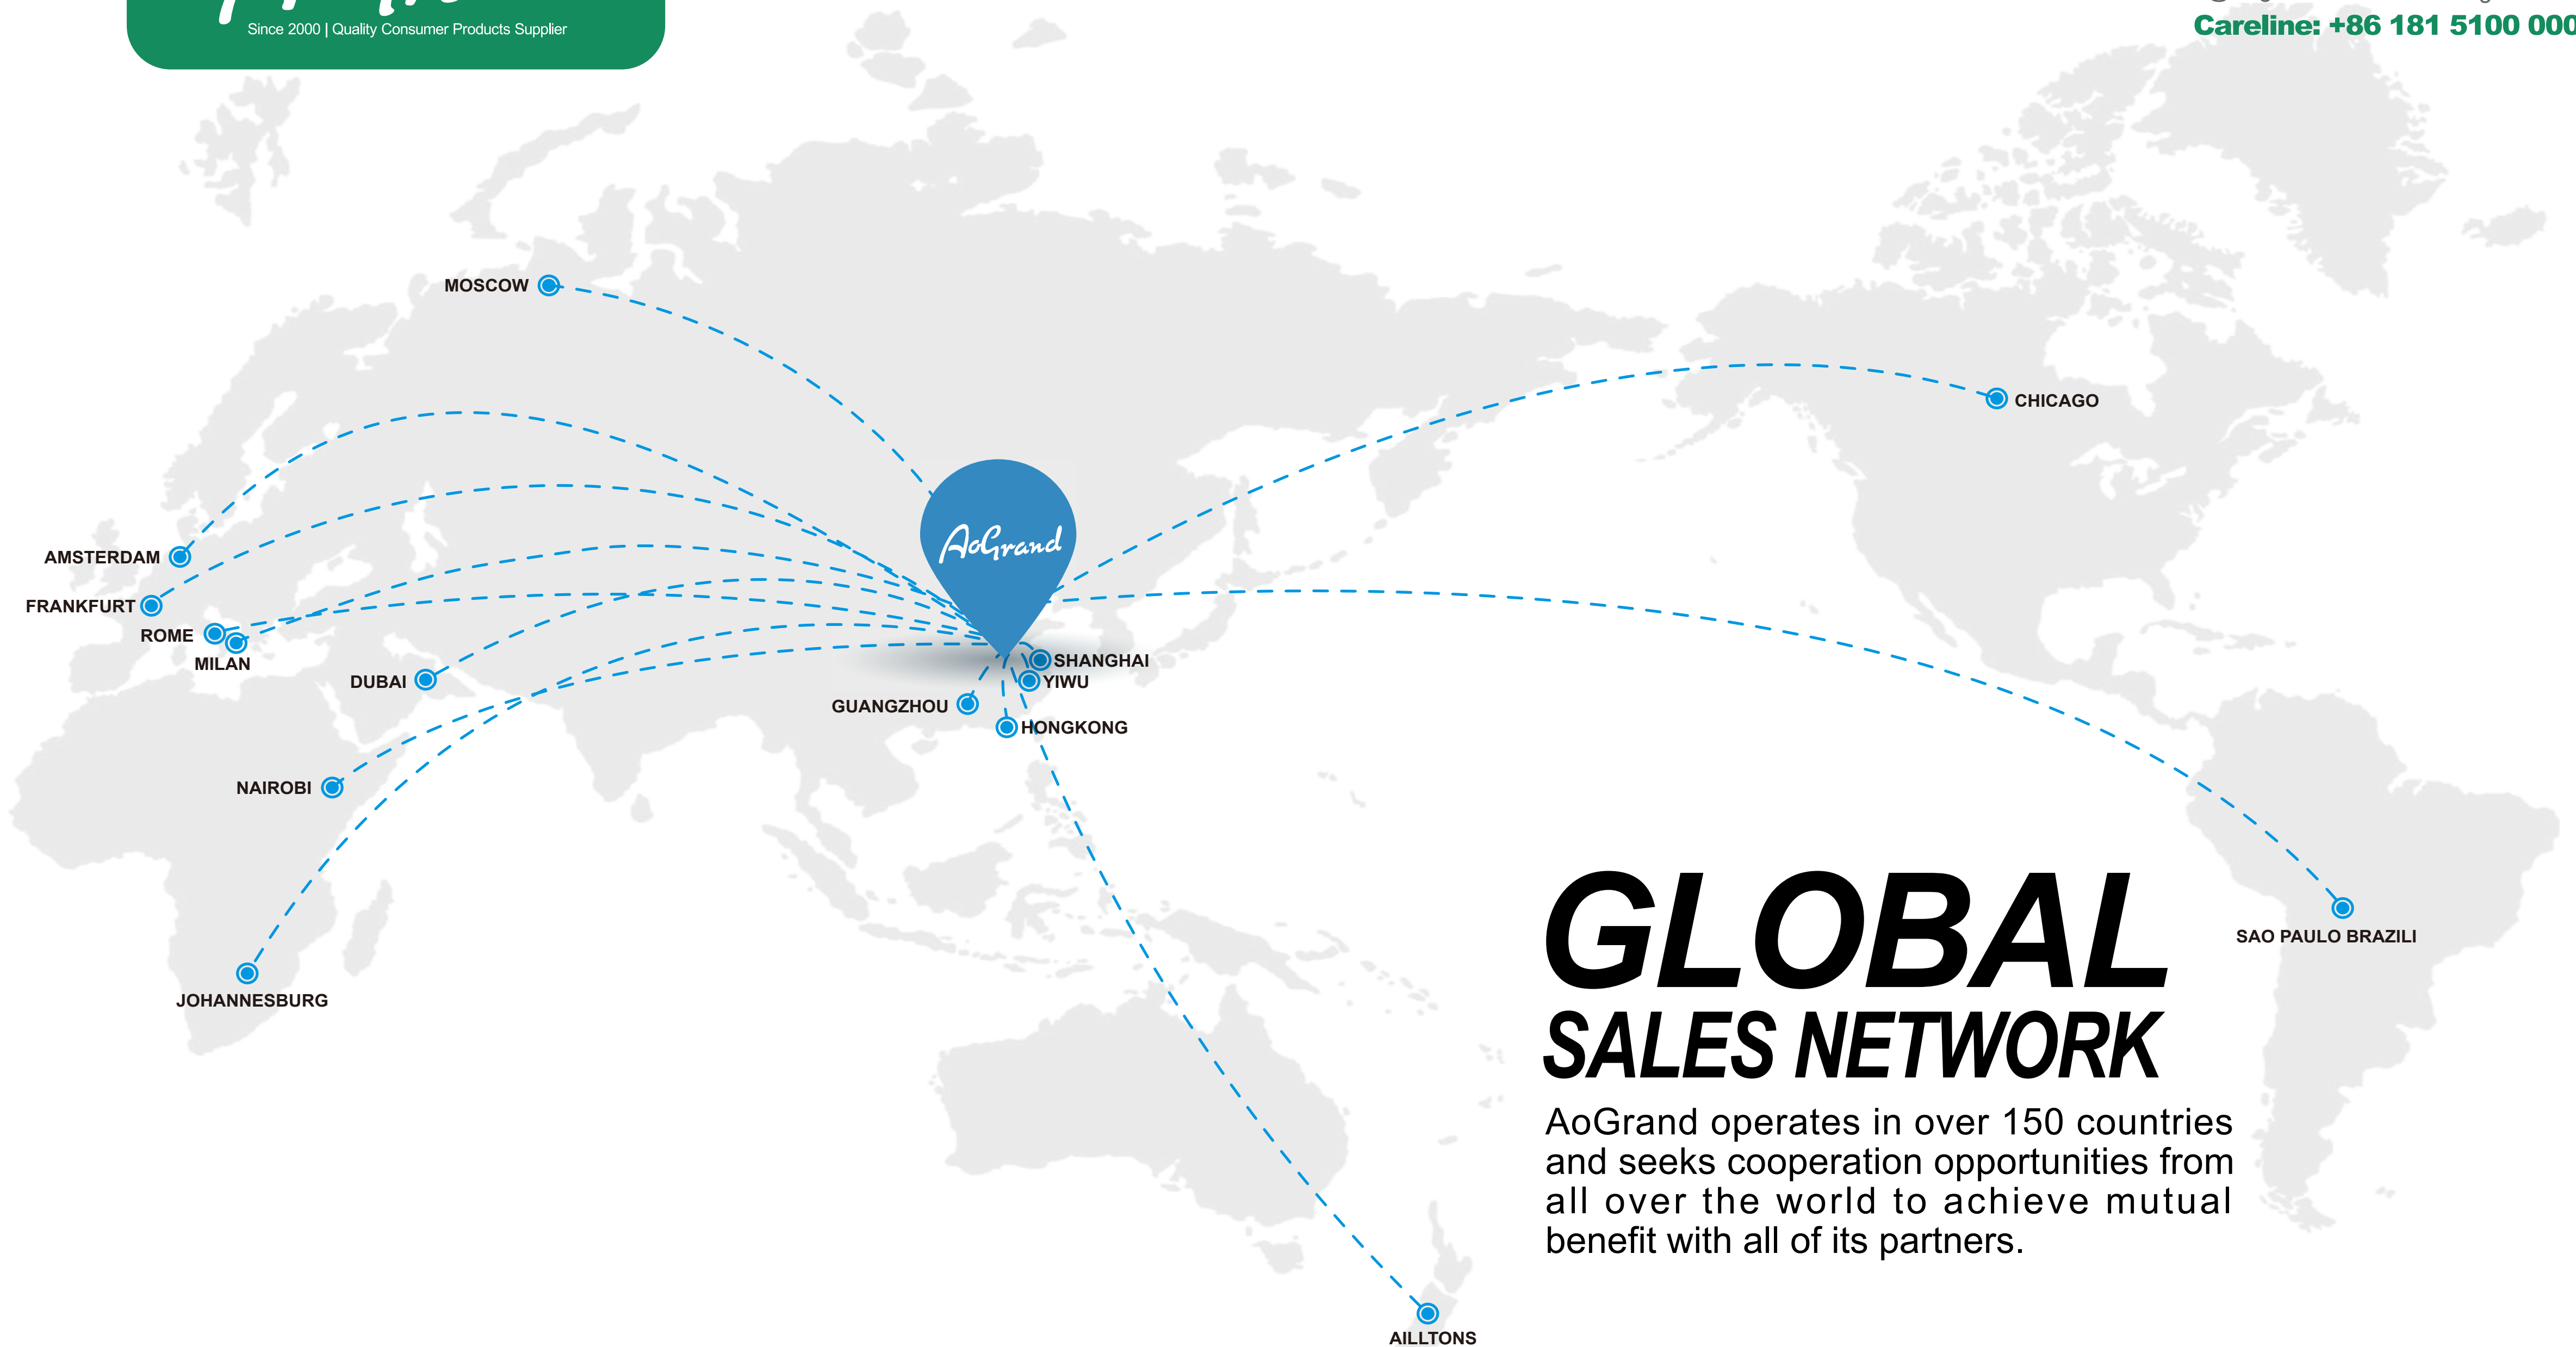 Since 2000 | Quality Consumer Products Supplier
Careline: +86 181 5100 000
MOSCOW
CHICAGO
AoGrand
AMSTERDAM
FRANKFURT
ROME
MILAN
SHANGHAI
DUBAI
YIWU
GUANGZHOU
HONGKONG
NAIROBI
GLOBAL
SAO PAULO BRAZILI
JOHANNESBURG
SALES NETWORK
AoGrand operates in over 150 countries
and seeks cooperation opportunities from
all over the world to achieve mutual
benefit with all of its partners.
AILLTONS